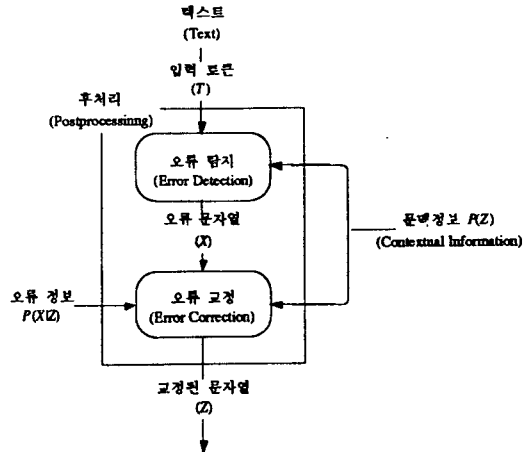 텍스트
(Text)
입력 토큰
(T)
후처리
(Postprocessinng)
오류 탐지
(Error Detection)
오류 문자열
(X)
문맥정보 P(Z)
(Contextual Information)
오류 정보
P(X|Z)
오류 교정
(Error Correction)
교정된 문자열
(Z)